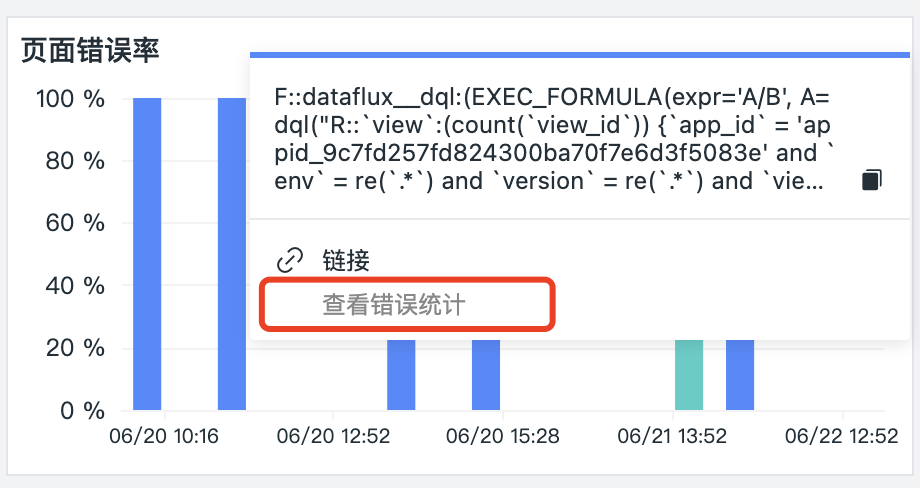 页面错误率
F::dataflux__dql:(EXEC_FORMULA(expr='A/B', A=
dql("R::`view`:(count(`view_id`)) {`app_id` = 'ap
pid_9c7fd257fd824300ba70f7e6d3f5083e' and `
env` = re(`.*`) and `version` = re(`.*`) and `vie...
链接
查看错误统计
100 %
80 %
60 %
40 %
20 %
0 %
06/20 10:16
06/20 12:52
06/20 15:28
06/21 13:52
06/22 12:52